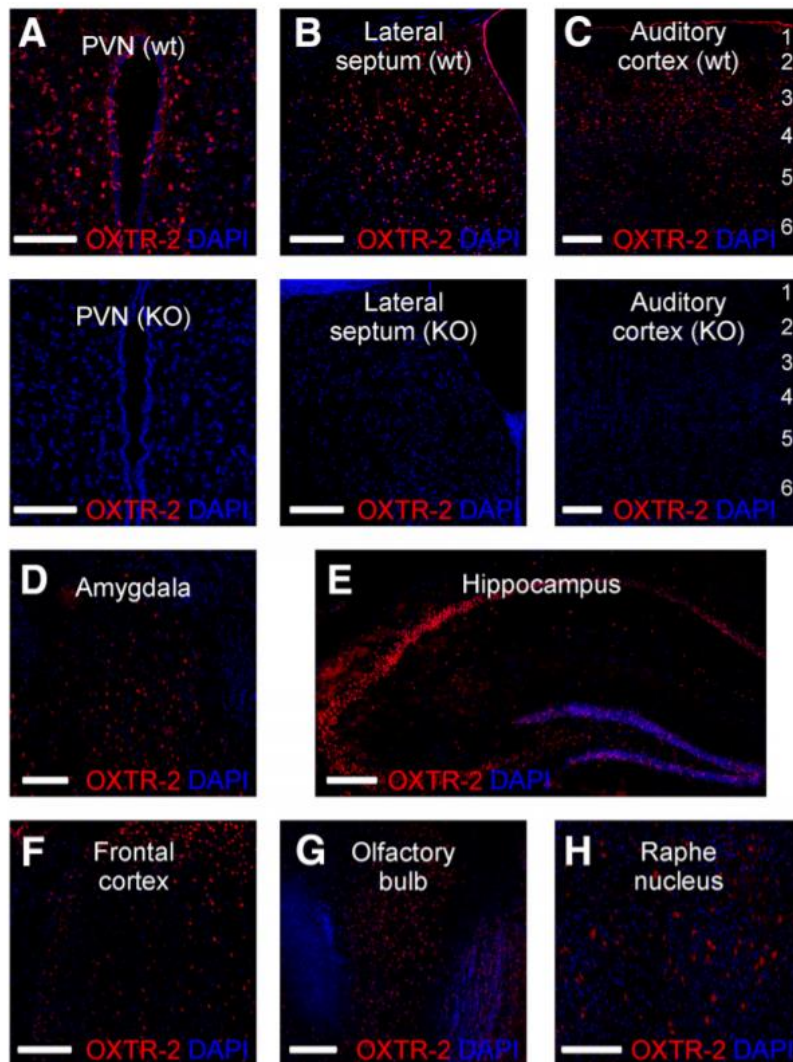 A
PVN (wt)
OXTR-2 DAPI
B
Lateral
septum (wt)
OXTR-2 DAPI
C
Auditory
cortex (wt)
1
2
3
4
5
6
OXTR-2 DAPI
PVN (KO)
OXTR-2 DAPI
Lateral
septum (KO)
OXTR-2 DAPI
Auditory
cortex (KO)
1
2
3
4
5
6
OXTR-2 DAPI
D
Amygdala
OXTR-2 DAPI
E
Hippocampus
OXTR-2 DAPI
F
Frontal
cortex
OXTR-2 DAPI
G
Olfactory
bulb
OXTR-2 DAPI
H
Raphe
nucleus
OXTR-2 DAPI